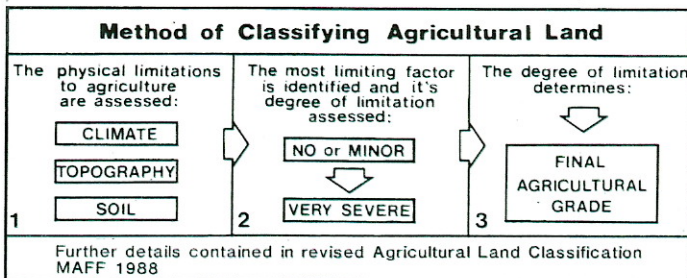 Method of Classifying Agricultural Land
The physical limitations
to agriculture
are assessed:
CLIMATE
TOPOGRAPHY
SOIL
1
The most limiting factor
is identified and it's
degree of limitation
assessed:
NO or MINOR
VERY SEVERE
2
The degree of limitation
determines:
FINAL
AGRICULTURAL
GRADE
3
Further details contained in revised Agricultural Land Classification
MAFF 1988